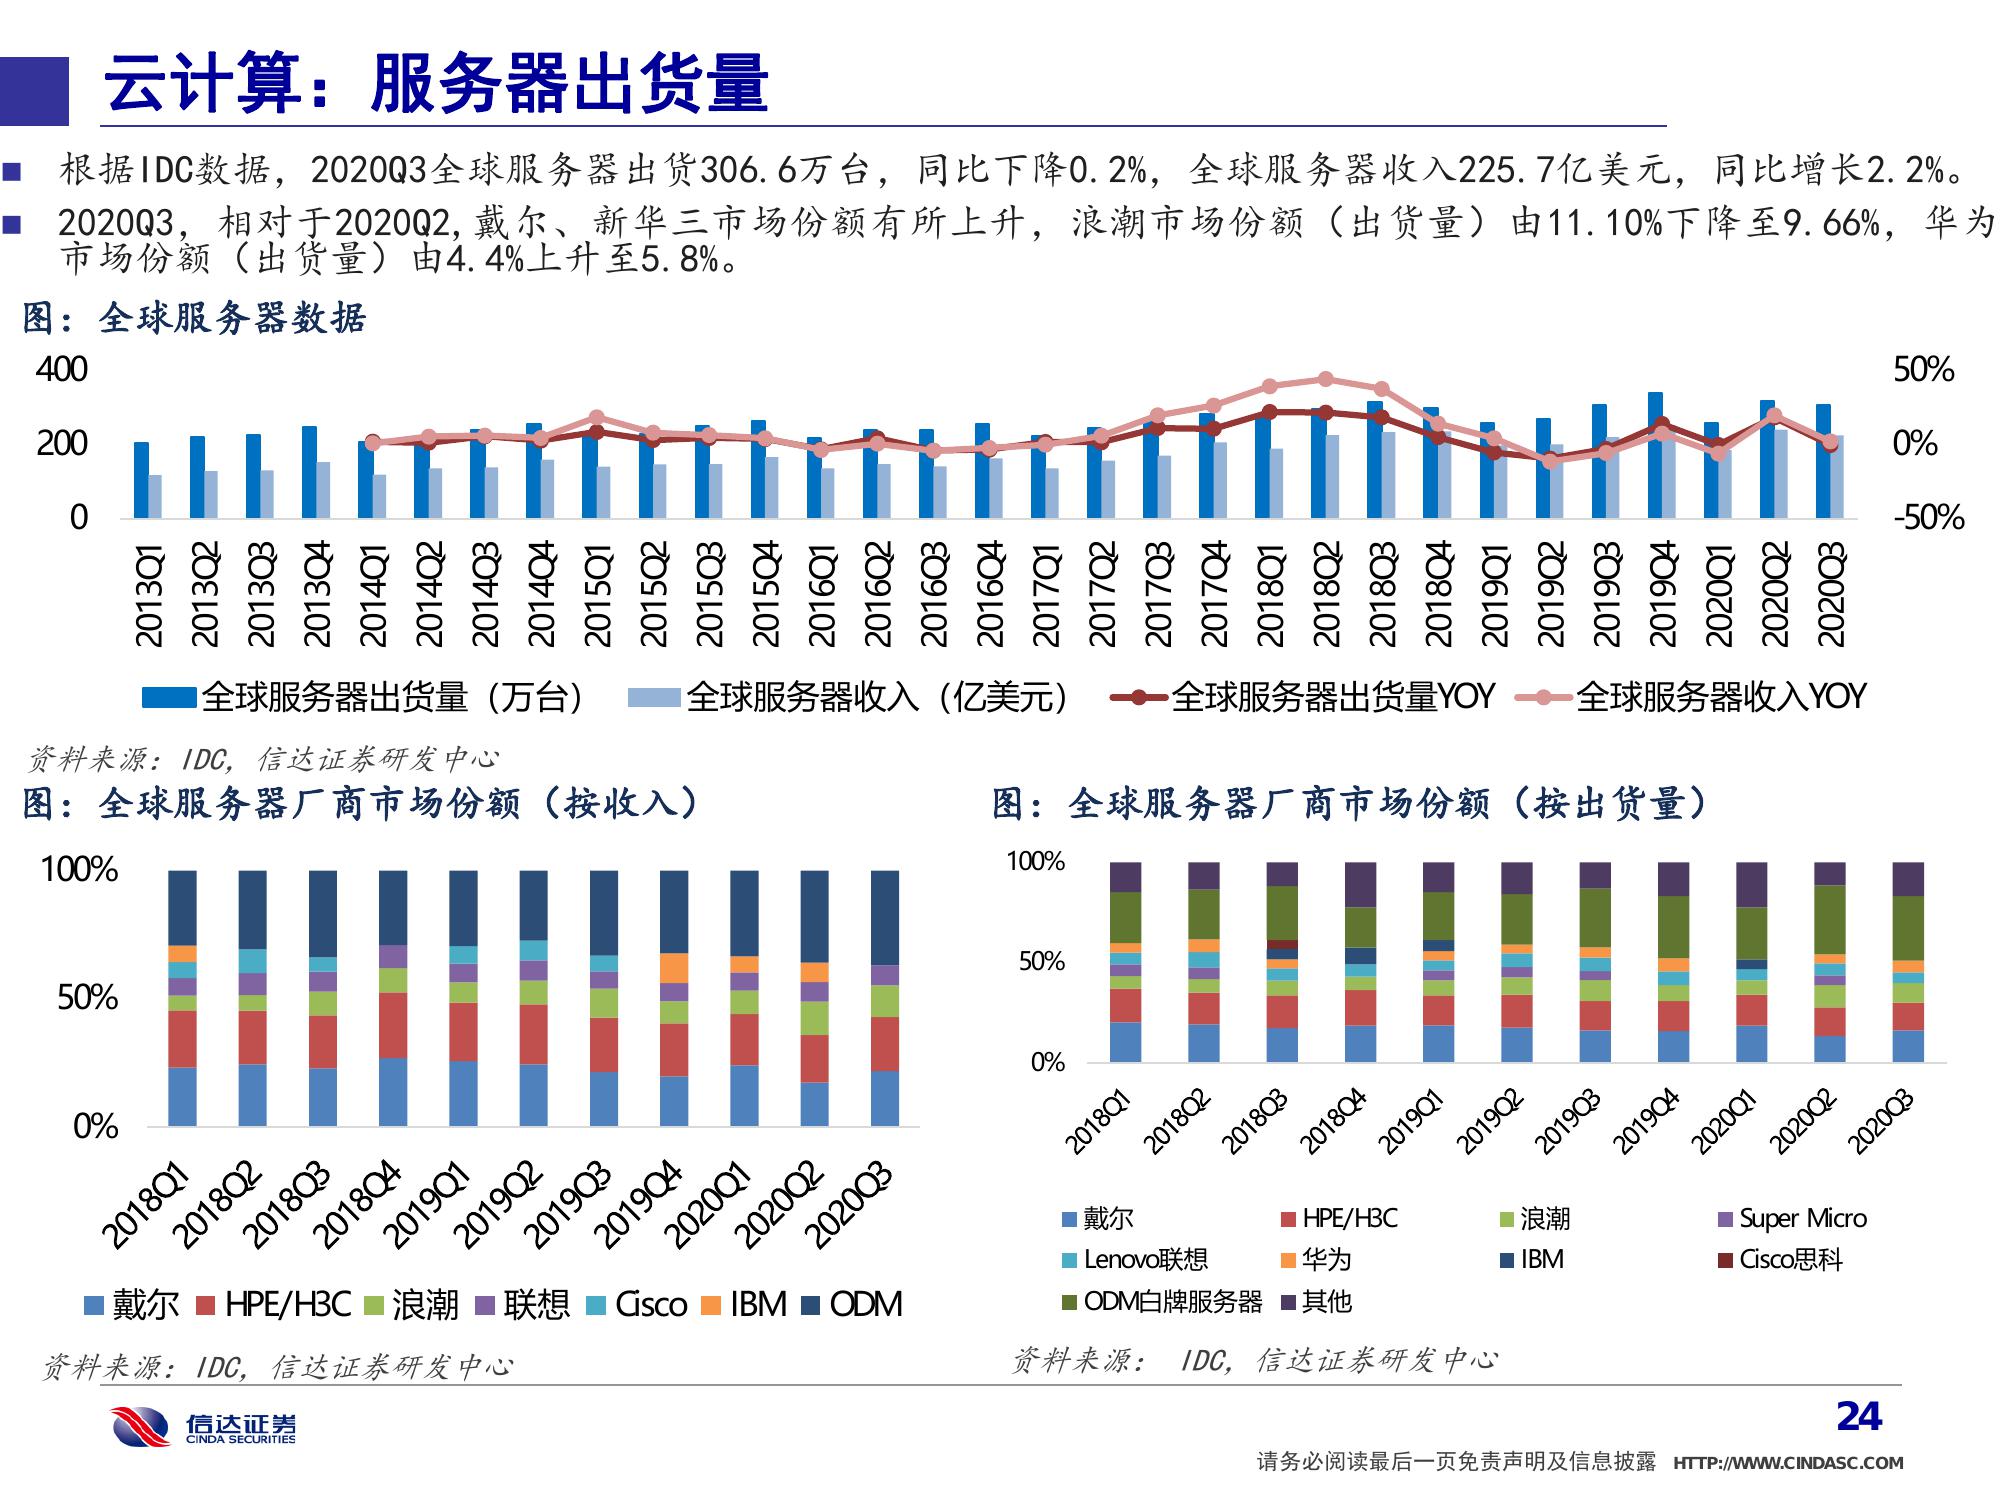 云计算：服务器出货量
■ 根据IDC数据，2020Q3全球服务器出货306.6万台，同比下降0.2%，全球服务器收入225.7亿美元，同比增长2.2%。
■ 2020Q3，相对于2020Q2,戴尔、新华三市场份额有所上升，浪潮市场份额（出货量）由11.10%下降至9.66%，华为
市场份额（出货量）由4.4%上升至5.8%。
图：全球服务器数据
400
200
0
50%
0%
-50%
2013Q1 2013Q2 2013Q3 2013Q4 2014Q1 2014Q2 2014Q3 2014Q4 2015Q1 2015Q2 2015Q3 2015Q4 2016Q1 2016Q2 2016Q3 2016Q4 2017Q1 2017Q2 2017Q3 2017Q4 2018Q1 2018Q2 2018Q3 2018Q4 2019Q1 2019Q2 2019Q3 2019Q4 2020Q1 2020Q2 2020Q3
全球服务器出货量（万台） 全球服务器收入（亿美元） 全球服务器出货量YOY 全球服务器收入YOY
资料来源：IDC，信达证券研发中心
图：全球服务器厂商市场份额（按收入）
100%
50%
0%
2018Q1 2018Q2 2018Q3 2018Q4 2019Q1 2019Q2 2019Q3 2019Q4 2020Q1 2020Q2 2020Q3
戴尔 HPE/H3C 浪潮 联想 Cisco IBM ODM
资料来源：IDC，信达证券研发中心
图：全球服务器厂商市场份额（按出货量）
100%
50%
0%
2018Q1 2018Q2 2018Q3 2018Q4 2019Q1 2019Q2 2019Q3 2019Q4 2020Q1 2020Q2 2020Q3
戴尔 HPE/H3C 浪潮 Super Micro
Lenovo联想 华为 IBM Cisco思科
ODM白牌服务器 其他
资料来源： IDC，信达证券研发中心
信达证券
CINDA SECURITIES
24
请务必阅读最后一页免责声明及信息披露 HTTP://WWW.CINDASC.COM